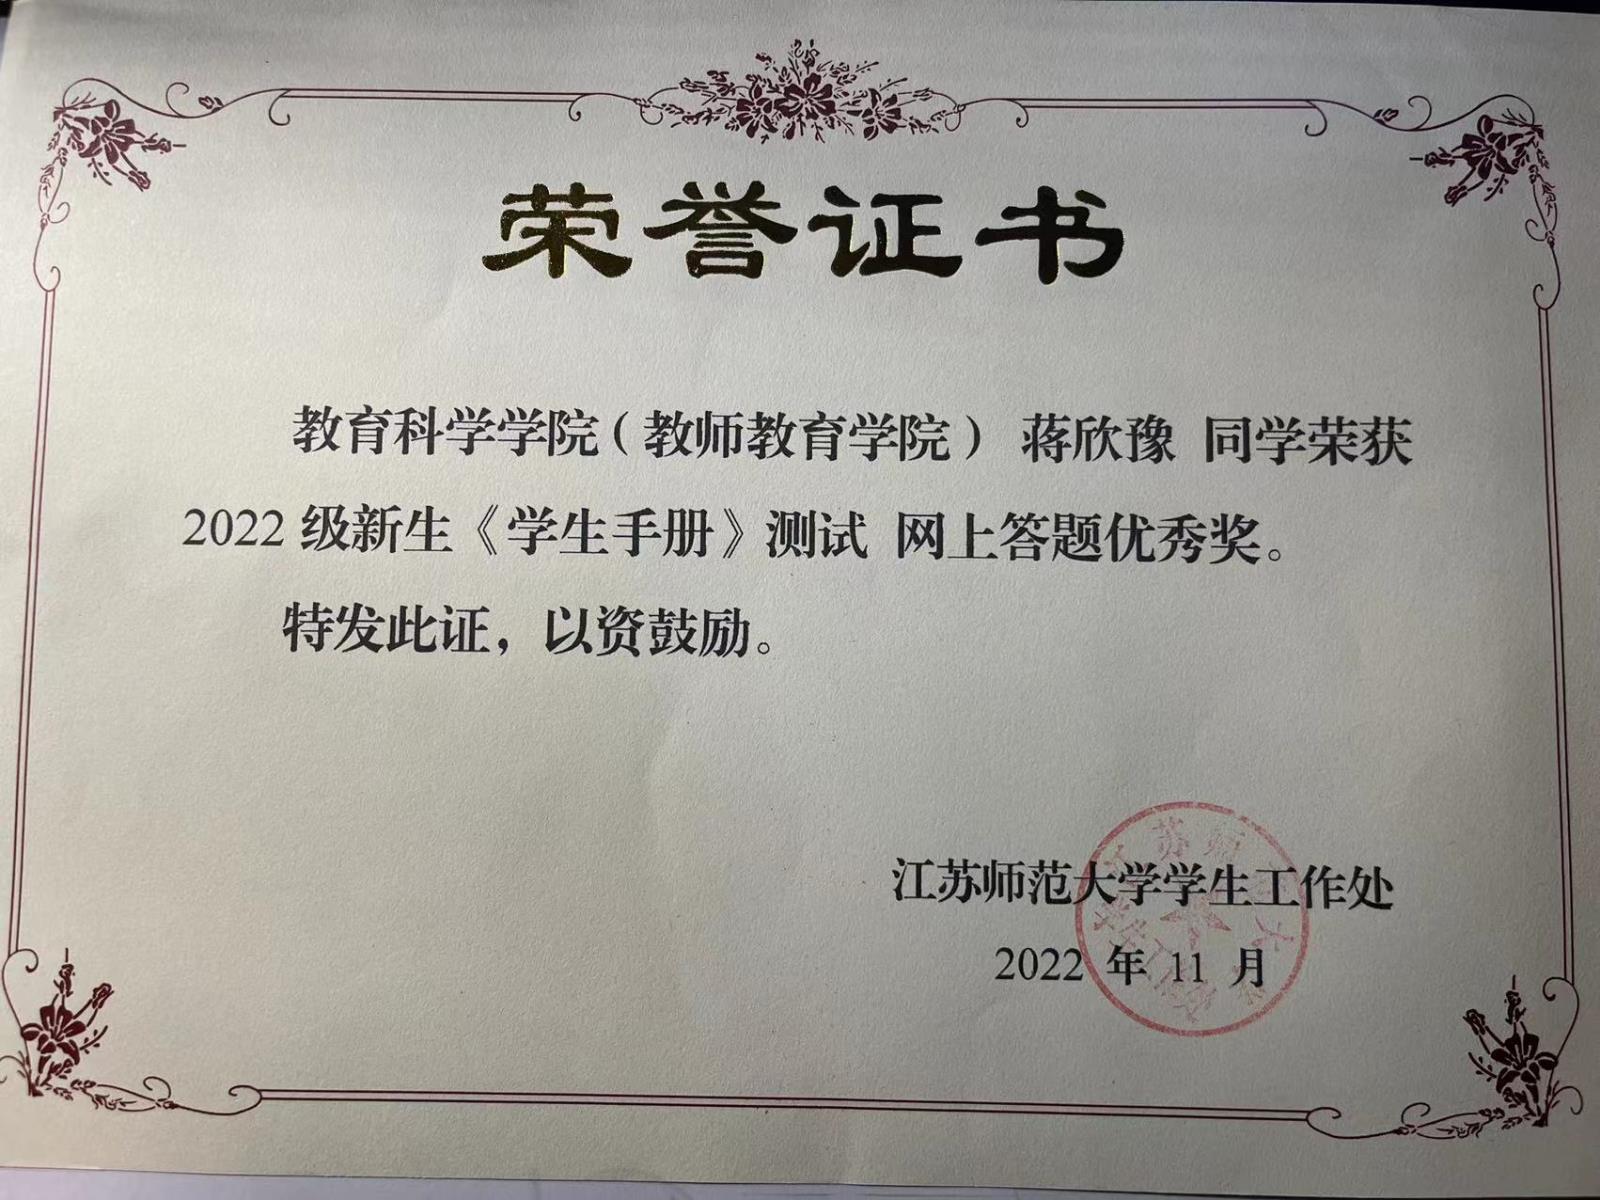 荣誉证书
教育科学学院（教师教育学院） 蒋欣豫 同学荣获
2022 级新生《学生手册》测试 网上答题优秀奖。
特发此证，以资鼓励。
江苏师范大学学生工作处
2022 年 11 月